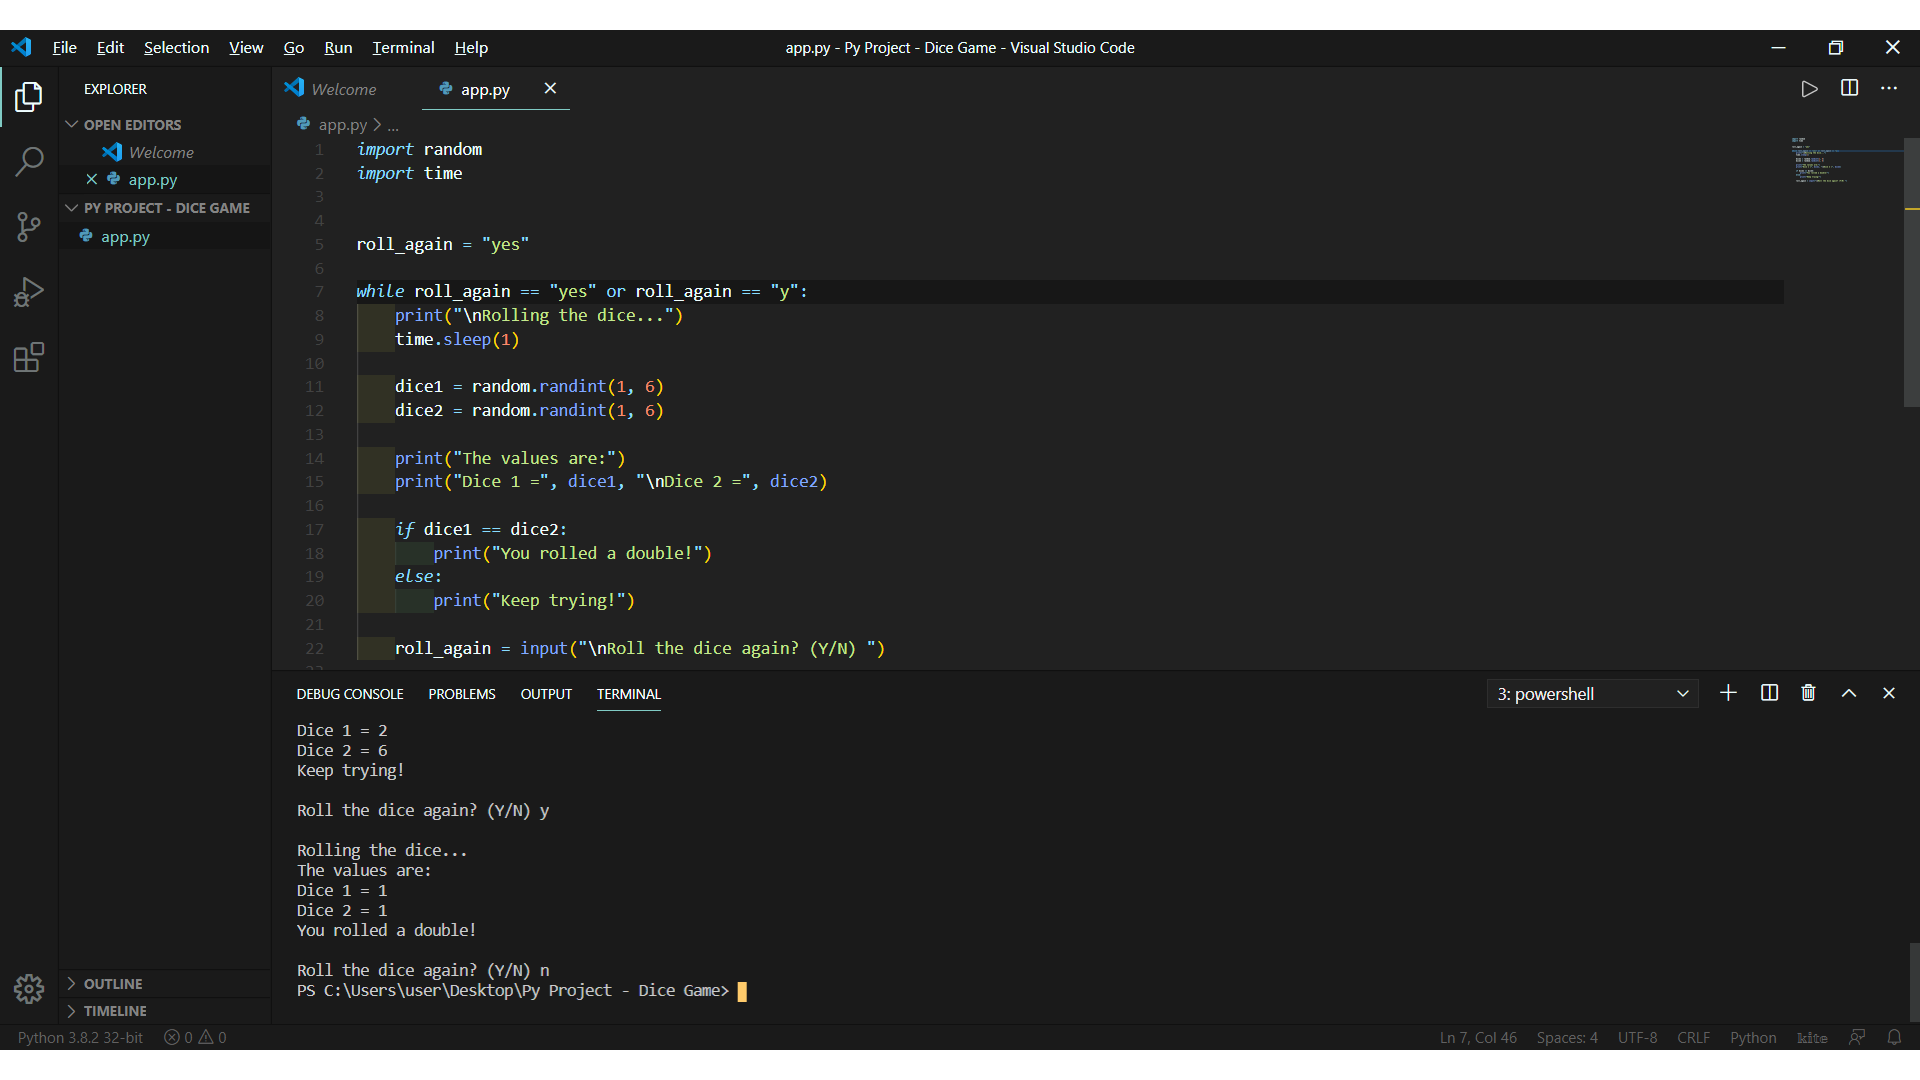 File Edit Selection View Go Run Terminal Help
app.py - Py Project - Dice Game - Visual Studio Code
EXPLORER
OPEN EDITORS
Welcome
app.py
PY PROJECT - DICE GAME
app.py
OUTLINE
TIMELINE
Welcome
app.py
app.py > ...
1 import random
2 import time
3
4
5 roll_again = "yes"
6
7 while roll_again == "yes" or roll_again == "y":
8 print("\nRolling the dice...")
9 time.sleep(1)
10
11 dice1 = random.randint(1, 6)
12 dice2 = random.randint(1, 6)
13
14 print("The values are:")
15 print("Dice 1 =", dice1, "\nDice 2 =", dice2)
16
17 if dice1 == dice2:
18 print("You rolled a double!")
19 else:
20 print("Keep trying!")
21
22 roll_again = input("\nRoll the dice again? (Y/N) ")
DEBUG CONSOLE PROBLEMS OUTPUT TERMINAL
3: powershell
Dice 1 = 2
Dice 2 = 6
Keep trying!
Roll the dice again? (Y/N) y
Rolling the dice...
The values are:
Dice 1 = 1
Dice 2 = 1
You rolled a double!
Roll the dice again? (Y/N) n
PS C:\Users\user\Desktop\Py Project - Dice Game>
Python 3.8.2 32-bit 0 0
Ln 7, Col 46 Spaces: 4 UTF-8 CRLF Python kite